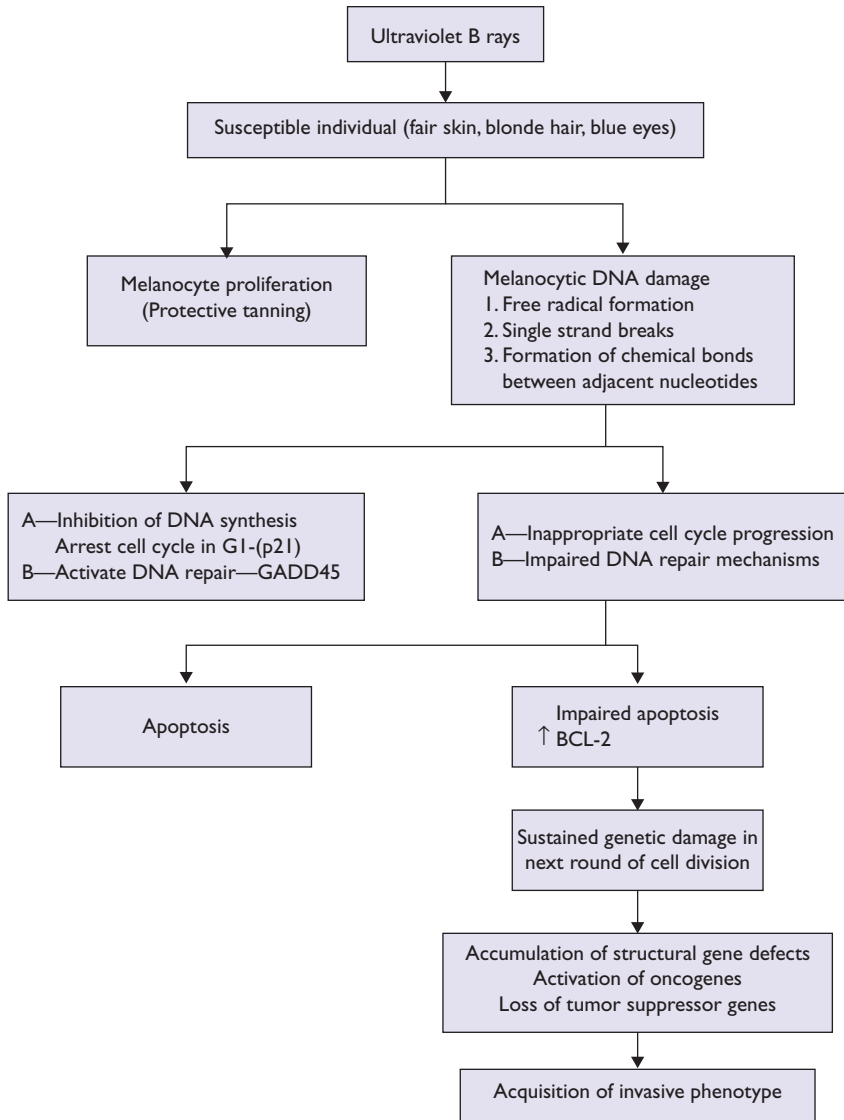 Ultraviolet B rays
Susceptible individual (fair skin, blonde hair, blue eyes)
Melanocyte proliferation
(Protective tanning)
Melanocytic DNA damage
1. Free radical formation
2. Single strand breaks
3. Formation of chemical bonds
between adjacent nucleotides
A—Inhibition of DNA synthesis
Arrest cell cycle in G1-(p21)
B—Activate DNA repair—GADD45
A—Inappropriate cell cycle progression
B—Impaired DNA repair mechanisms
Apoptosis
Impaired apoptosis
↑ BCL-2
Sustained genetic damage in
next round of cell division
Accumulation of structural gene defects
Activation of oncogenes
Loss of tumor suppressor genes
Acquisition of invasive phenotype